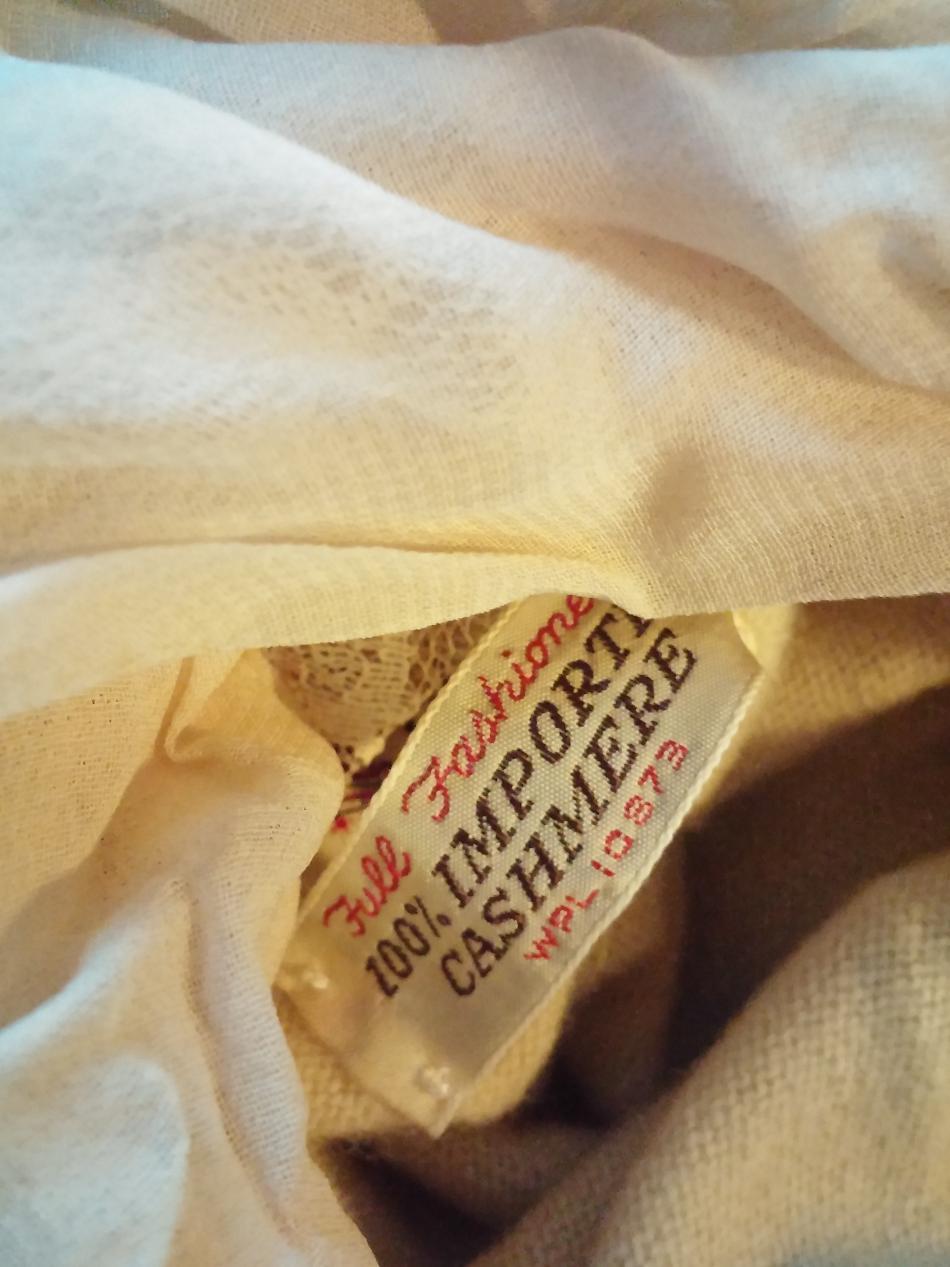 Full Fashione
100% IMPORTE
CASHMERE
WPL 10873